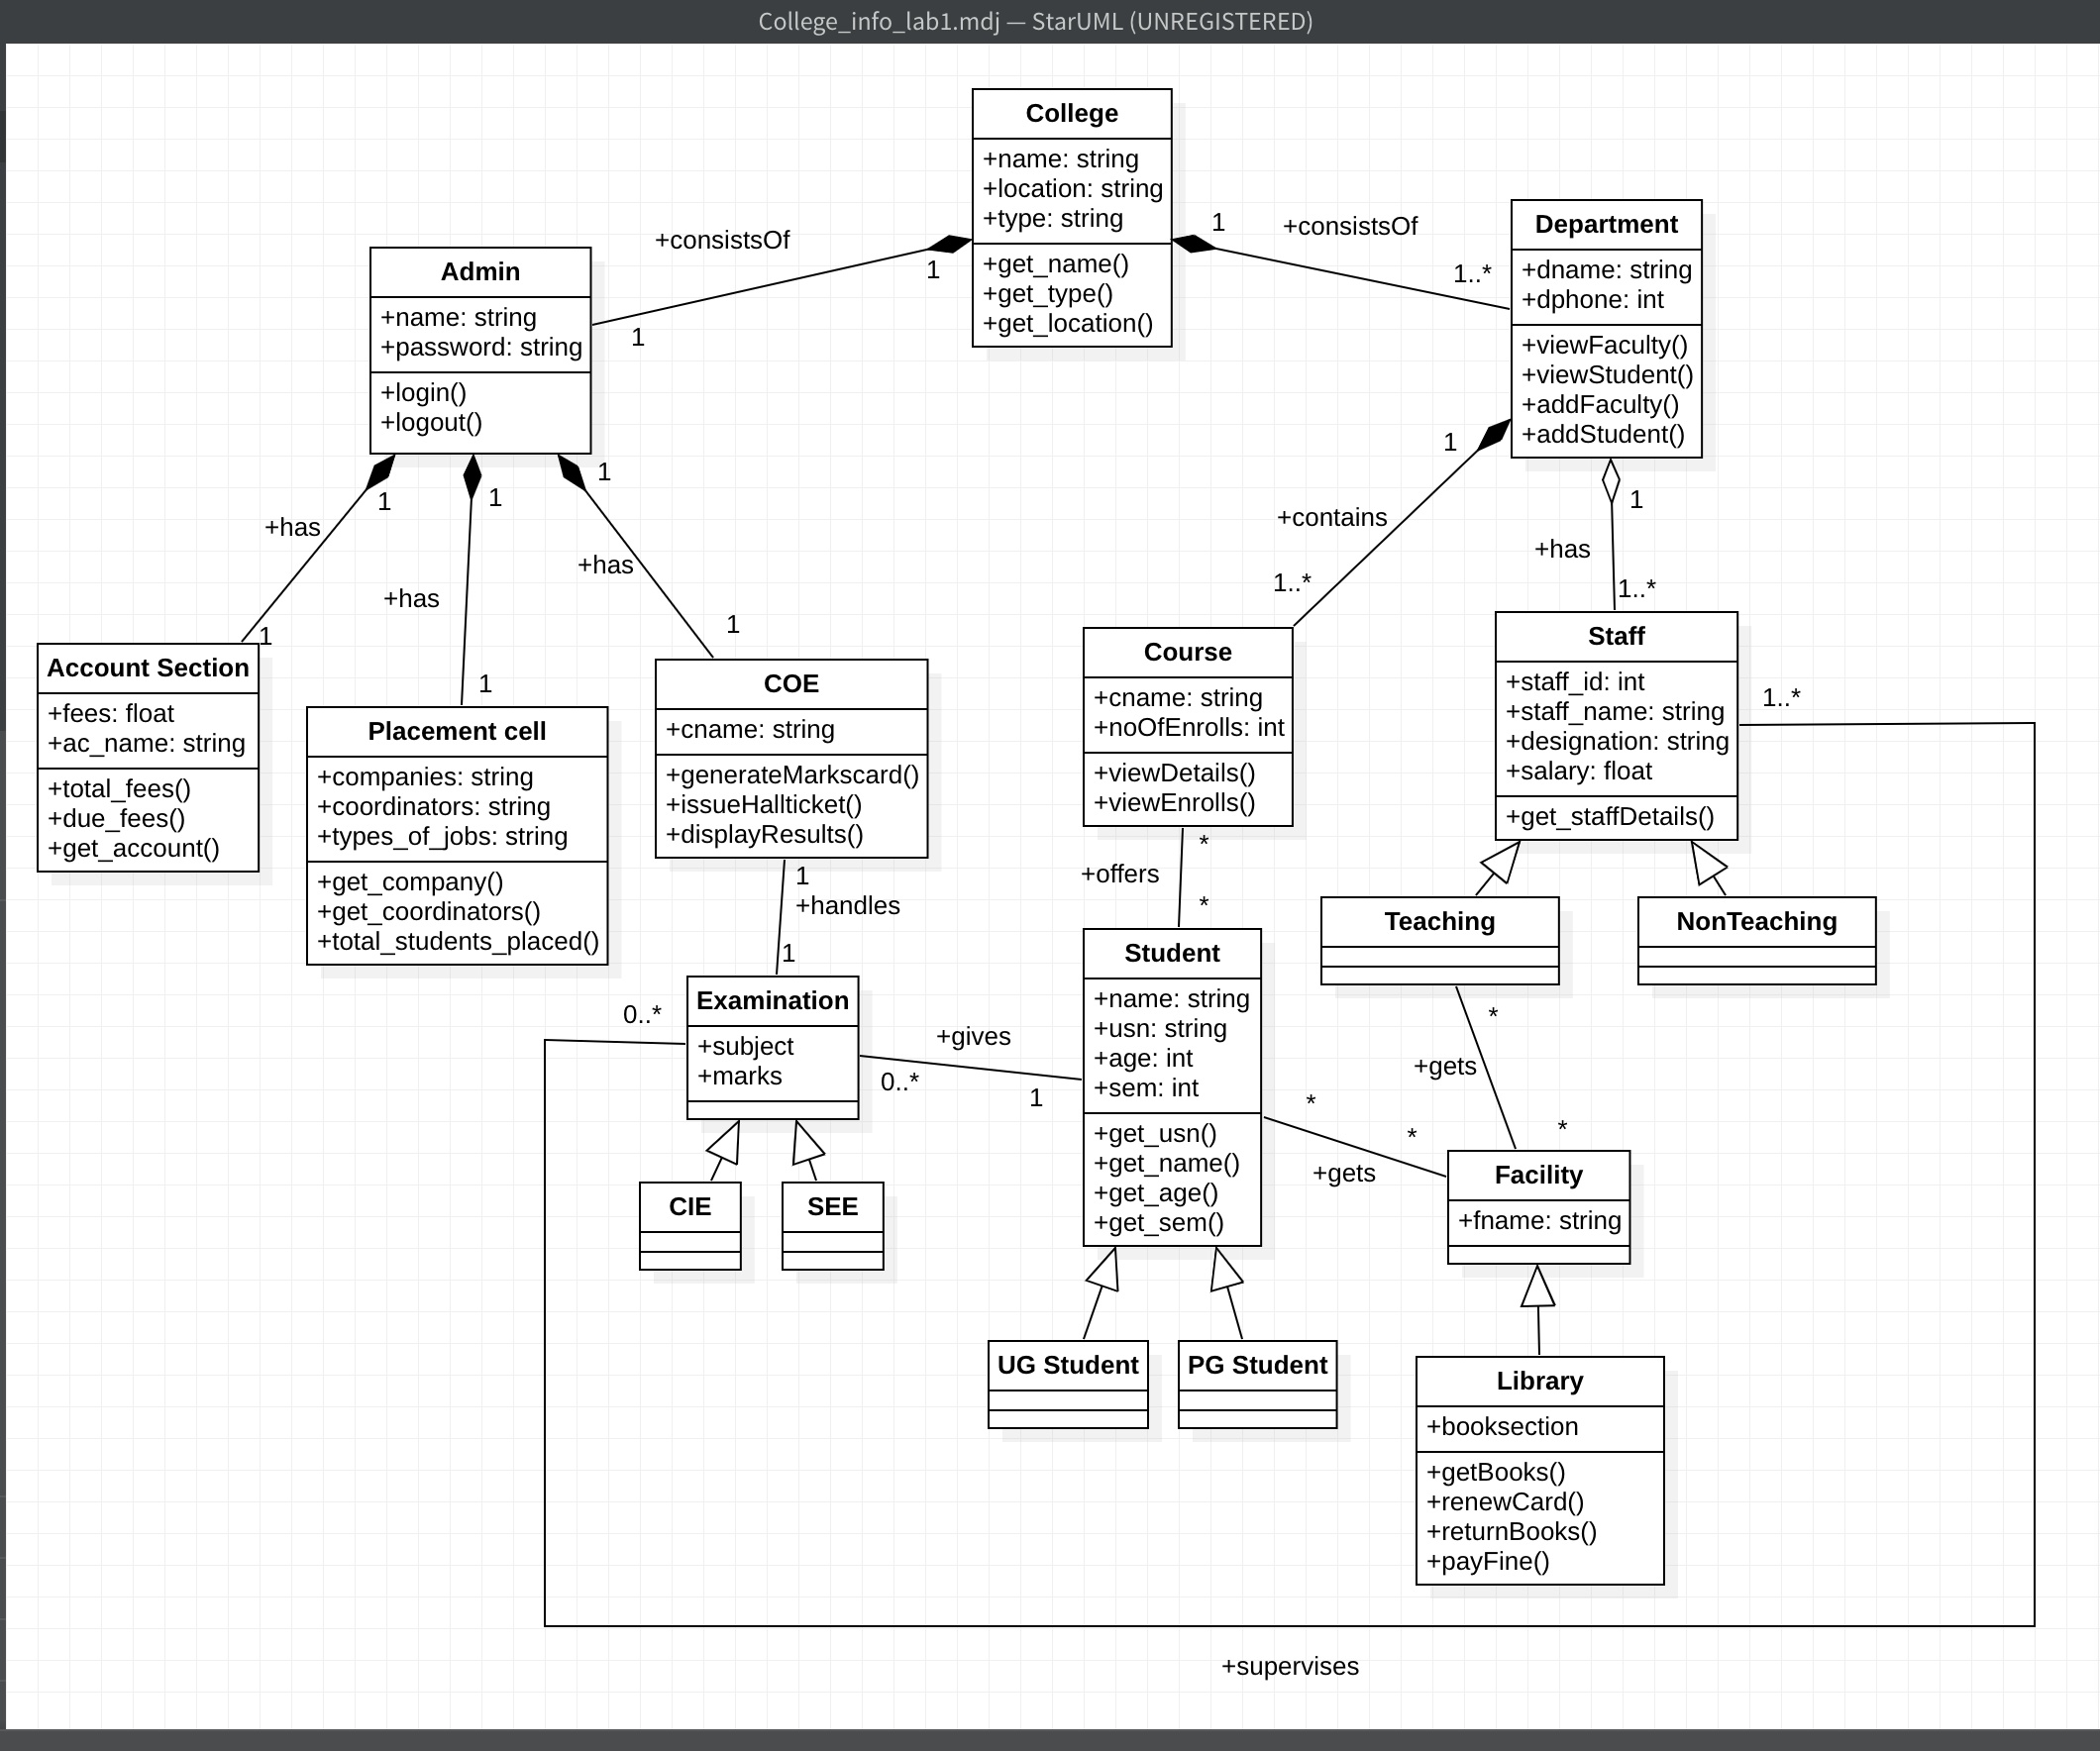 College_info_lab1.mdj — StarUML (UNREGISTERED)
College
+name: string
+location: string
+type: string
+get_name()
+get_type()
+get_location()
+consistsOf
1
1
1
+consistsOf
1..*
Department
+dname: string
+dphone: int
+viewFaculty()
+viewStudent()
+addFaculty()
+addStudent()
Admin
+name: string
+password: string
+login()
+logout()
1
+has
1
1
+has
1
1
+has
1
1
+contains
1..*
1
+has
1..*
Account Section
+fees: float
+ac_name: string
+total_fees()
+due_fees()
+get_account()
Placement cell
+companies: string
+coordinators: string
+types_of_jobs: string
+get_company()
+get_coordinators()
+total_students_placed()
COE
+cname: string
+generateMarkscard()
+issueHallticket()
+displayResults()
1
+handles
1
Course
+cname: string
+noOfEnrolls: int
+viewDetails()
+viewEnrolls()
*
+offers
*
Staff
+staff_id: int
+staff_name: string
+designation: string
+salary: float
+get_staffDetails()
1..*
Teaching
NonTeaching
Examination
+subject
+marks
0..*
+gives
0..*
1
Student
+name: string
+usn: string
+age: int
+sem: int
+get_usn()
+get_name()
+get_age()
+get_sem()
*
+gets
*
*
*
+gets
Facility
+fname: string
CIE
SEE
UG Student
PG Student
Library
+booksection
+getBooks()
+renewCard()
+returnBooks()
+payFine()
+supervises